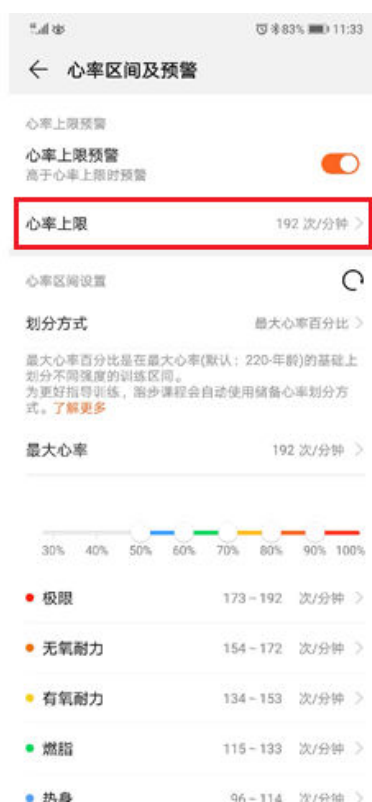 83% 11:33
← 心率区间及预警
心率上限预警
心率上限预警
高于心率上限时预警
心率上限 192 次/分钟 >
心率区间设置
划分方式 最大心率百分比 >
最大心率百分比是在最大心率(默认：220-年龄)的基础上
划分不同强度的训练区间。
为更好指导训练，跑步课程会自动使用储备心率划分方
式。了解更多
最大心率 192 次/分钟 >
30% 40% 50% 60% 70% 80% 90% 100%
极限 173～192 次/分钟 >
无氧耐力 154～172 次/分钟 >
有氧耐力 134～153 次/分钟 >
燃脂 115～133 次/分钟 >
热身 96～114 次/分钟 >